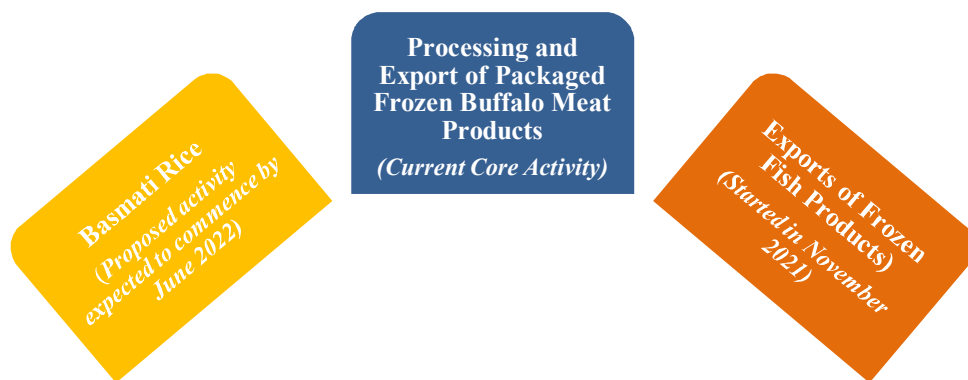 Basmati Rice
(Proposed activity
expected to commence by
June 2022)
Processing and
Export of Packaged
Frozen Buffalo Meat
Products
(Current Core Activity)
Exports of Frozen
Fish Products)
(Started in November
2021)